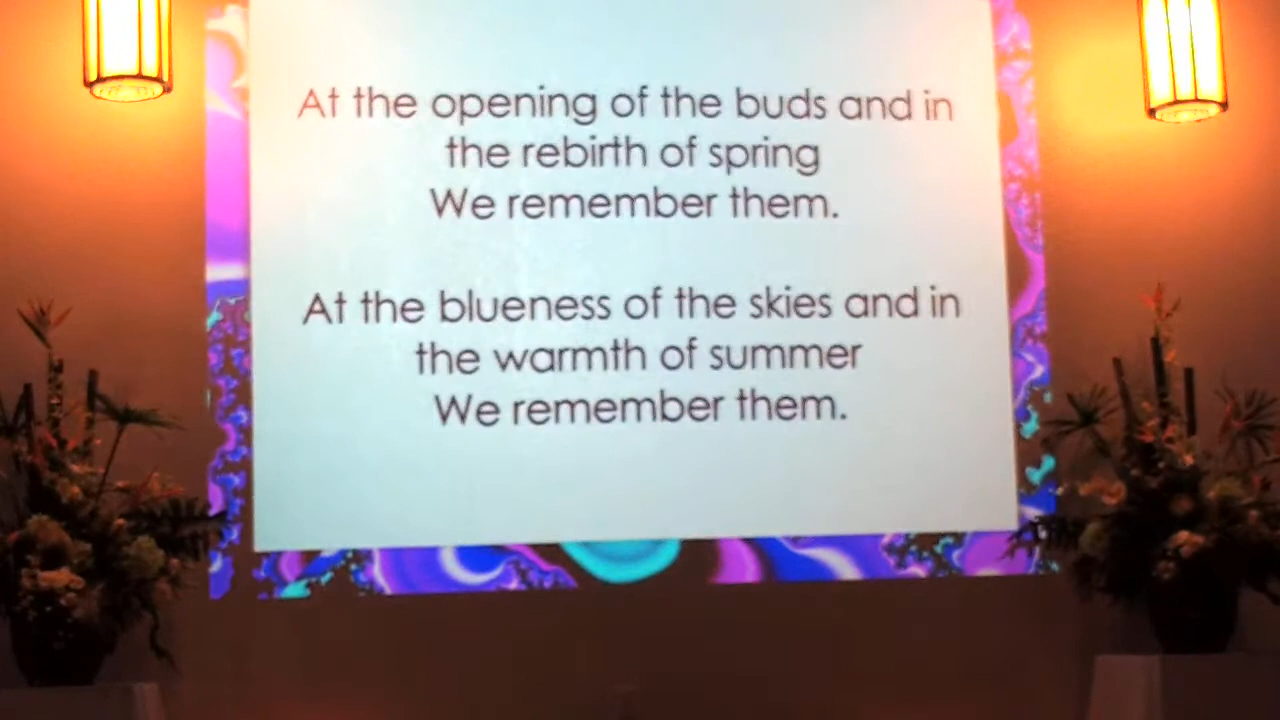 At the opening of the buds and in
the rebirth of spring
We remember them.
At the blueness of the skies and in
the warmth of summer
We remember them.